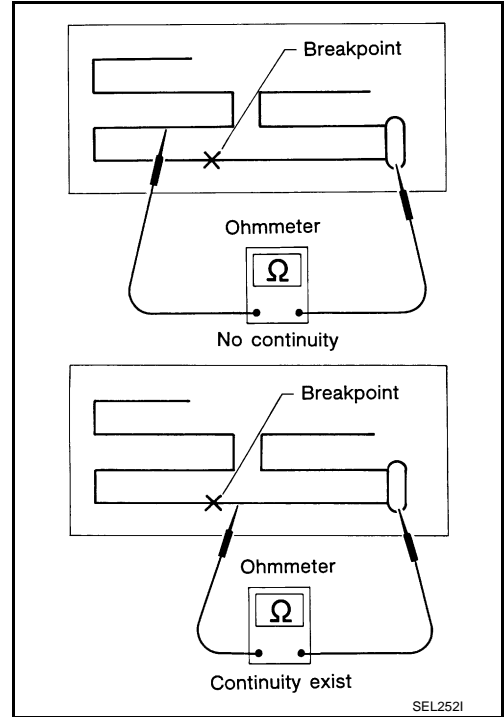 Breakpoint
Ohmmeter
Ω
No continuity
Breakpoint
Ohmmeter
Ω
Continuity exist
SEL252I